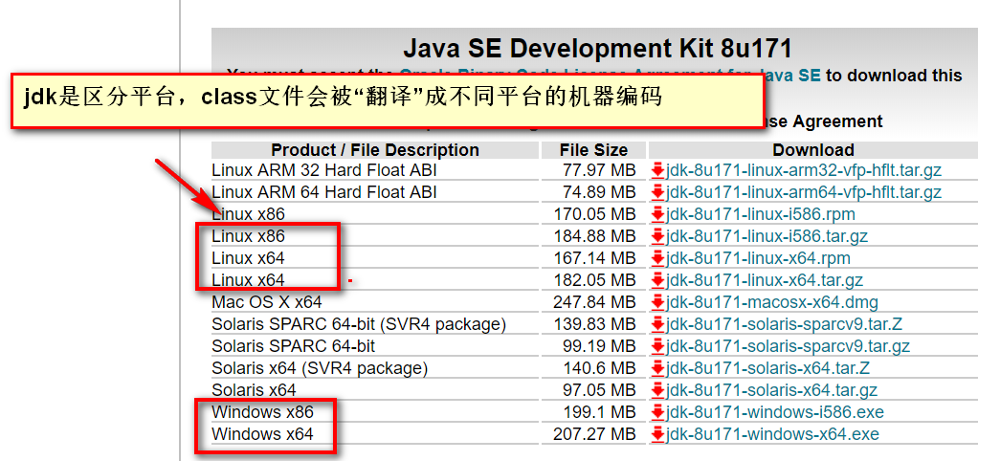 Java SE Development Kit 8u171
You must accept the Oracle Binary Code License Agreement for Java SE to download this
jdk是区分平台，class文件会被“翻译”成不同平台的机器编码
nse Agreement
Product / File Description File Size Download
Linux ARM 32 Hard Float ABI 77.97 MB jdk-8u171-linux-arm32-vfp-hflt.tar.gz
Linux ARM 64 Hard Float ABI 74.89 MB jdk-8u171-linux-arm64-vfp-hflt.tar.gz
Linux x86 170.05 MB jdk-8u171-linux-i586.rpm
Linux x86 184.88 MB jdk-8u171-linux-i586.tar.gz
Linux x64 167.14 MB jdk-8u171-linux-x64.rpm
Linux x64 182.05 MB jdk-8u171-linux-x64.tar.gz
Mac OS X x64 247.84 MB jdk-8u171-macosx-x64.dmg
Solaris SPARC 64-bit (SVR4 package) 139.83 MB jdk-8u171-solaris-sparcv9.tar.Z
Solaris SPARC 64-bit 99.19 MB jdk-8u171-solaris-sparcv9.tar.gz
Solaris x64 (SVR4 package) 140.6 MB jdk-8u171-solaris-x64.tar.Z
Solaris x64 97.05 MB jdk-8u171-solaris-x64.tar.gz
Windows x86 199.1 MB jdk-8u171-windows-i586.exe
Windows x64 207.27 MB jdk-8u171-windows-x64.exe